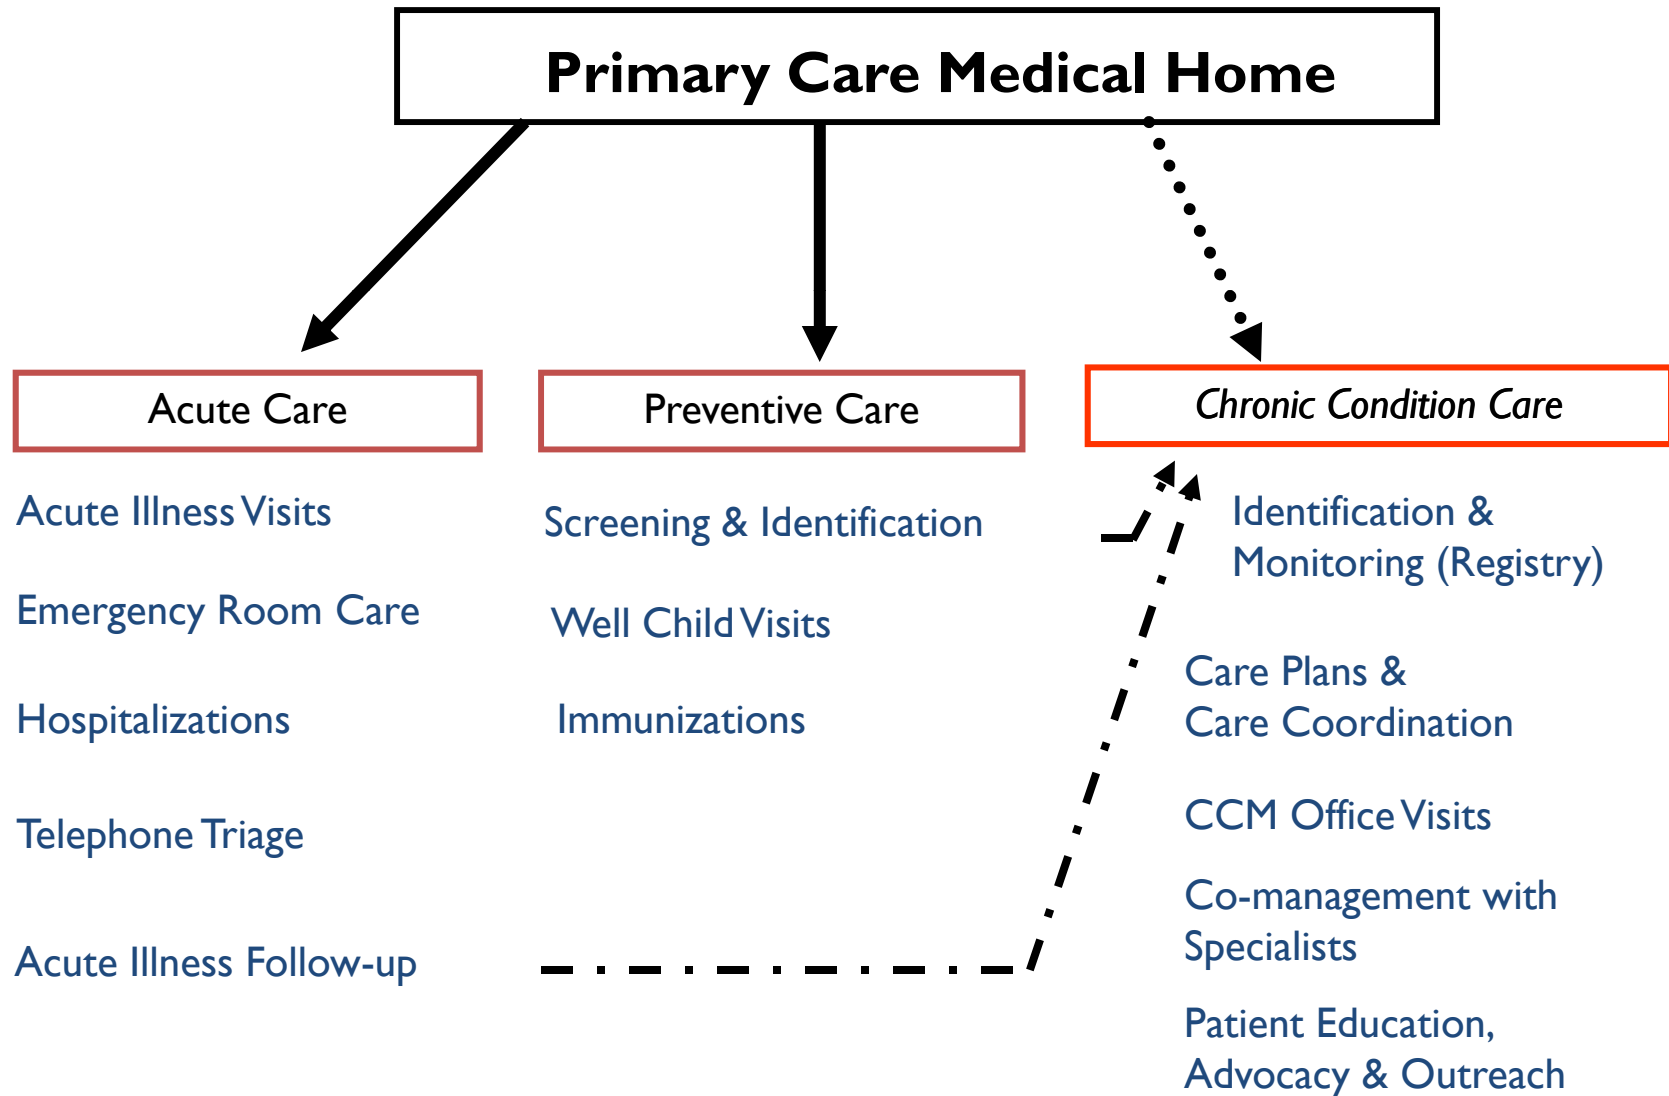 Primary Care Medical Home
Acute Care
Acute Illness Visits
Emergency Room Care
Hospitalizations
Telephone Triage
Acute Illness Follow-up
Preventive Care
Screening & Identification
Well Child Visits
Immunizations
Chronic Condition Care
Identification &
Monitoring (Registry)
Care Plans &
Care Coordination
CCM Office Visits
Co-management with
Specialists
Patient Education,
Advocacy & Outreach